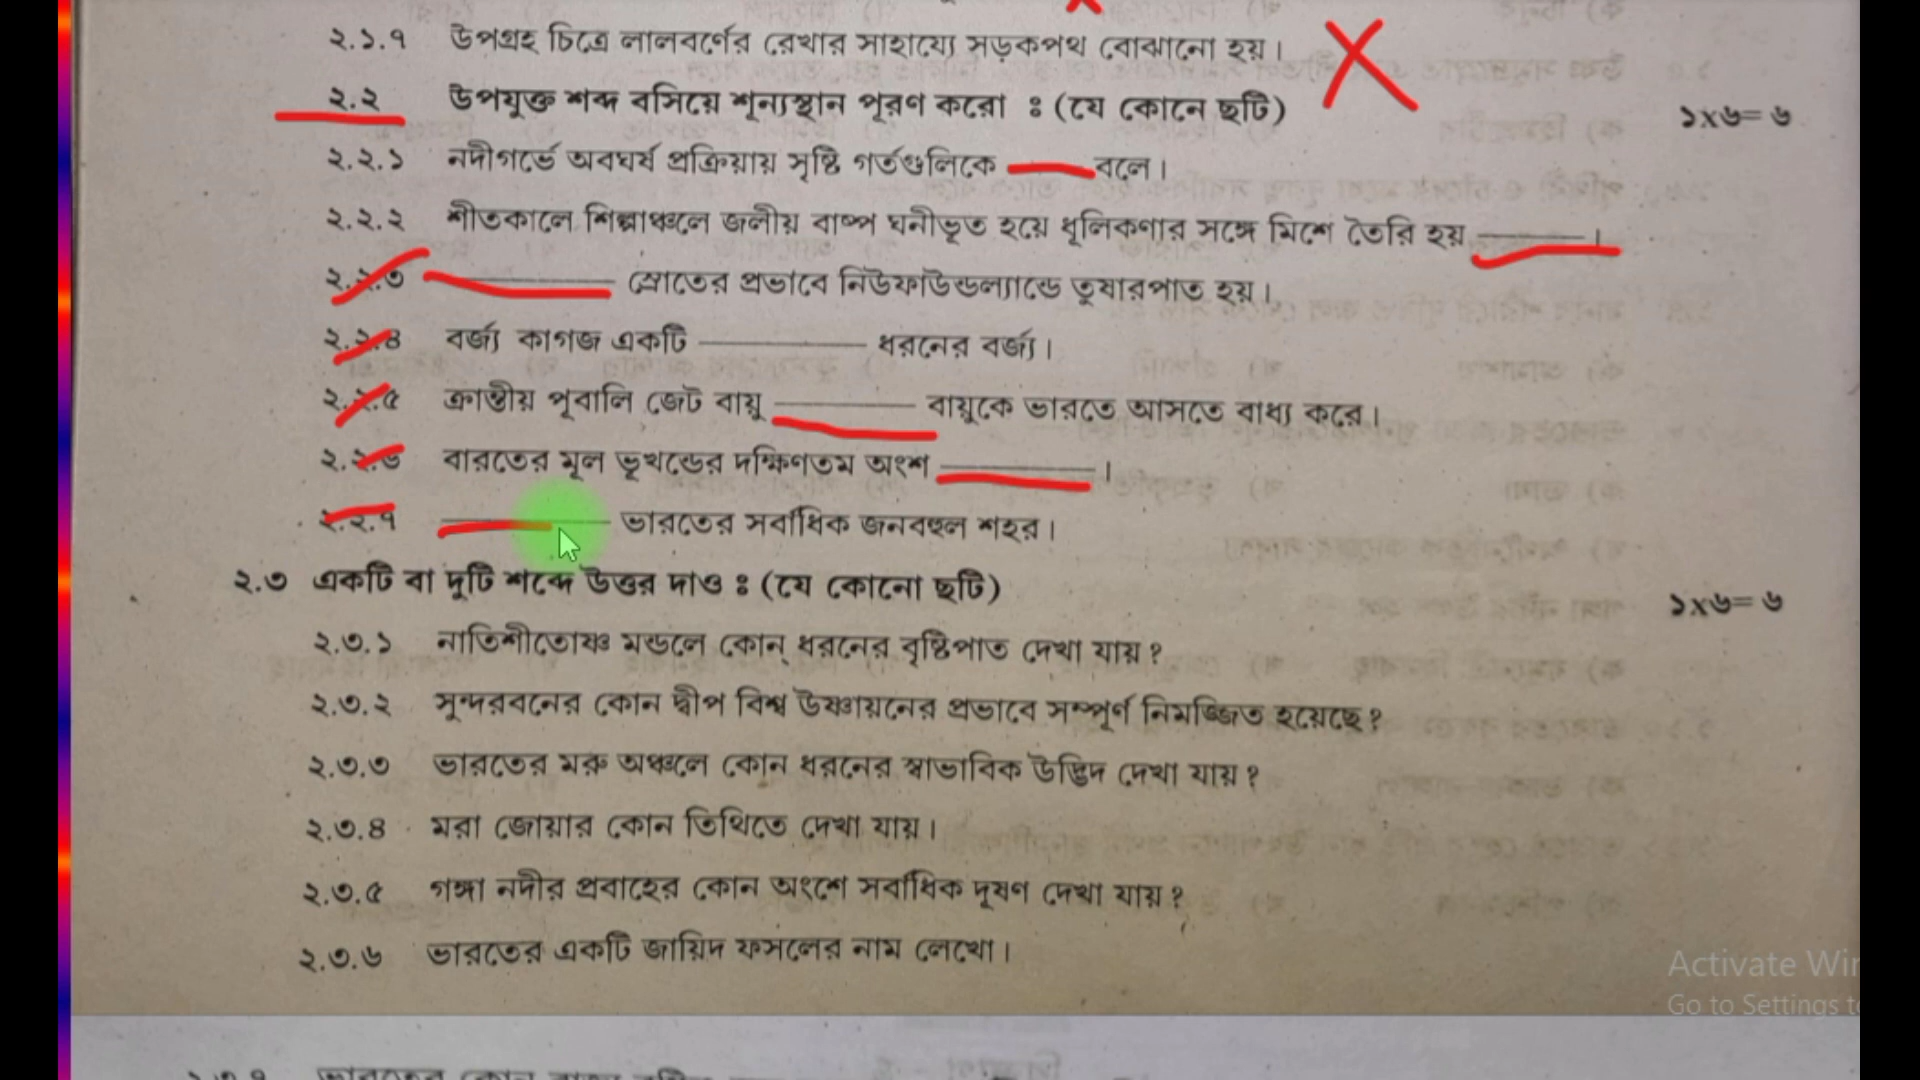 ২.১.৭ উপগ্রহ চিত্রে লালবর্ণের রেখার সাহায্যে সড়কপথ বোঝানো হয়।
২.২ উপযুক্ত শব্দ বসিয়ে শূন্যস্থান পূরণ করো : (যে কোনে ছটি) ১x৬= ৬
২.২.১ নদীগর্ভে অবঘর্ষ প্রক্রিয়ায় সৃষ্টি গর্তগুলিকে ——— বলে।
২.২.২ শীতকালে শিল্পাঞ্চলে জলীয় বাষ্প ঘনীভূত হয়ে ধূলিকণার সঙ্গে মিশে তৈরি হয় ———।
২.২.৩ ——— স্রোতের প্রভাবে নিউফাউন্ডল্যান্ডে তুষারপাত হয়।
২.২.৪ বর্জ্য কাগজ একটি ——— ধরনের বর্জ্য।
২.২.৫ ক্রান্তীয় পূবালি জেট বায়ু ——— বায়ুকে ভারতে আসতে বাধ্য করে।
২.২.৬ বারতের মূল ভূখন্ডের দক্ষিণতম অংশ ———।
২.২.৭ ——— ভারতের সর্বাধিক জনবহুল শহর।
২.৩ একটি বা দুটি শব্দে উত্তর দাও : (যে কোনো ছটি) ১x৬= ৬
২.৩.১ নাতিশীতোষ্ণ মন্ডলে কোন্ ধরনের বৃষ্টিপাত দেখা যায়?
২.৩.২ সুন্দরবনের কোন দ্বীপ বিশ্ব উষ্ণায়নের প্রভাবে সম্পূর্ণ নিমজ্জিত হয়েছে?
২.৩.৩ ভারতের মরু অঞ্চলে কোন ধরনের স্বাভাবিক উদ্ভিদ দেখা যায়?
২.৩.৪ মরা জোয়ার কোন তিথিতে দেখা যায়।
২.৩.৫ গঙ্গা নদীর প্রবাহের কোন অংশে সর্বাধিক দূষণ দেখা যায়?
২.৩.৬ ভারতের একটি জায়িদ ফসলের নাম লেখো।
Activate Wi
Go to Settings t